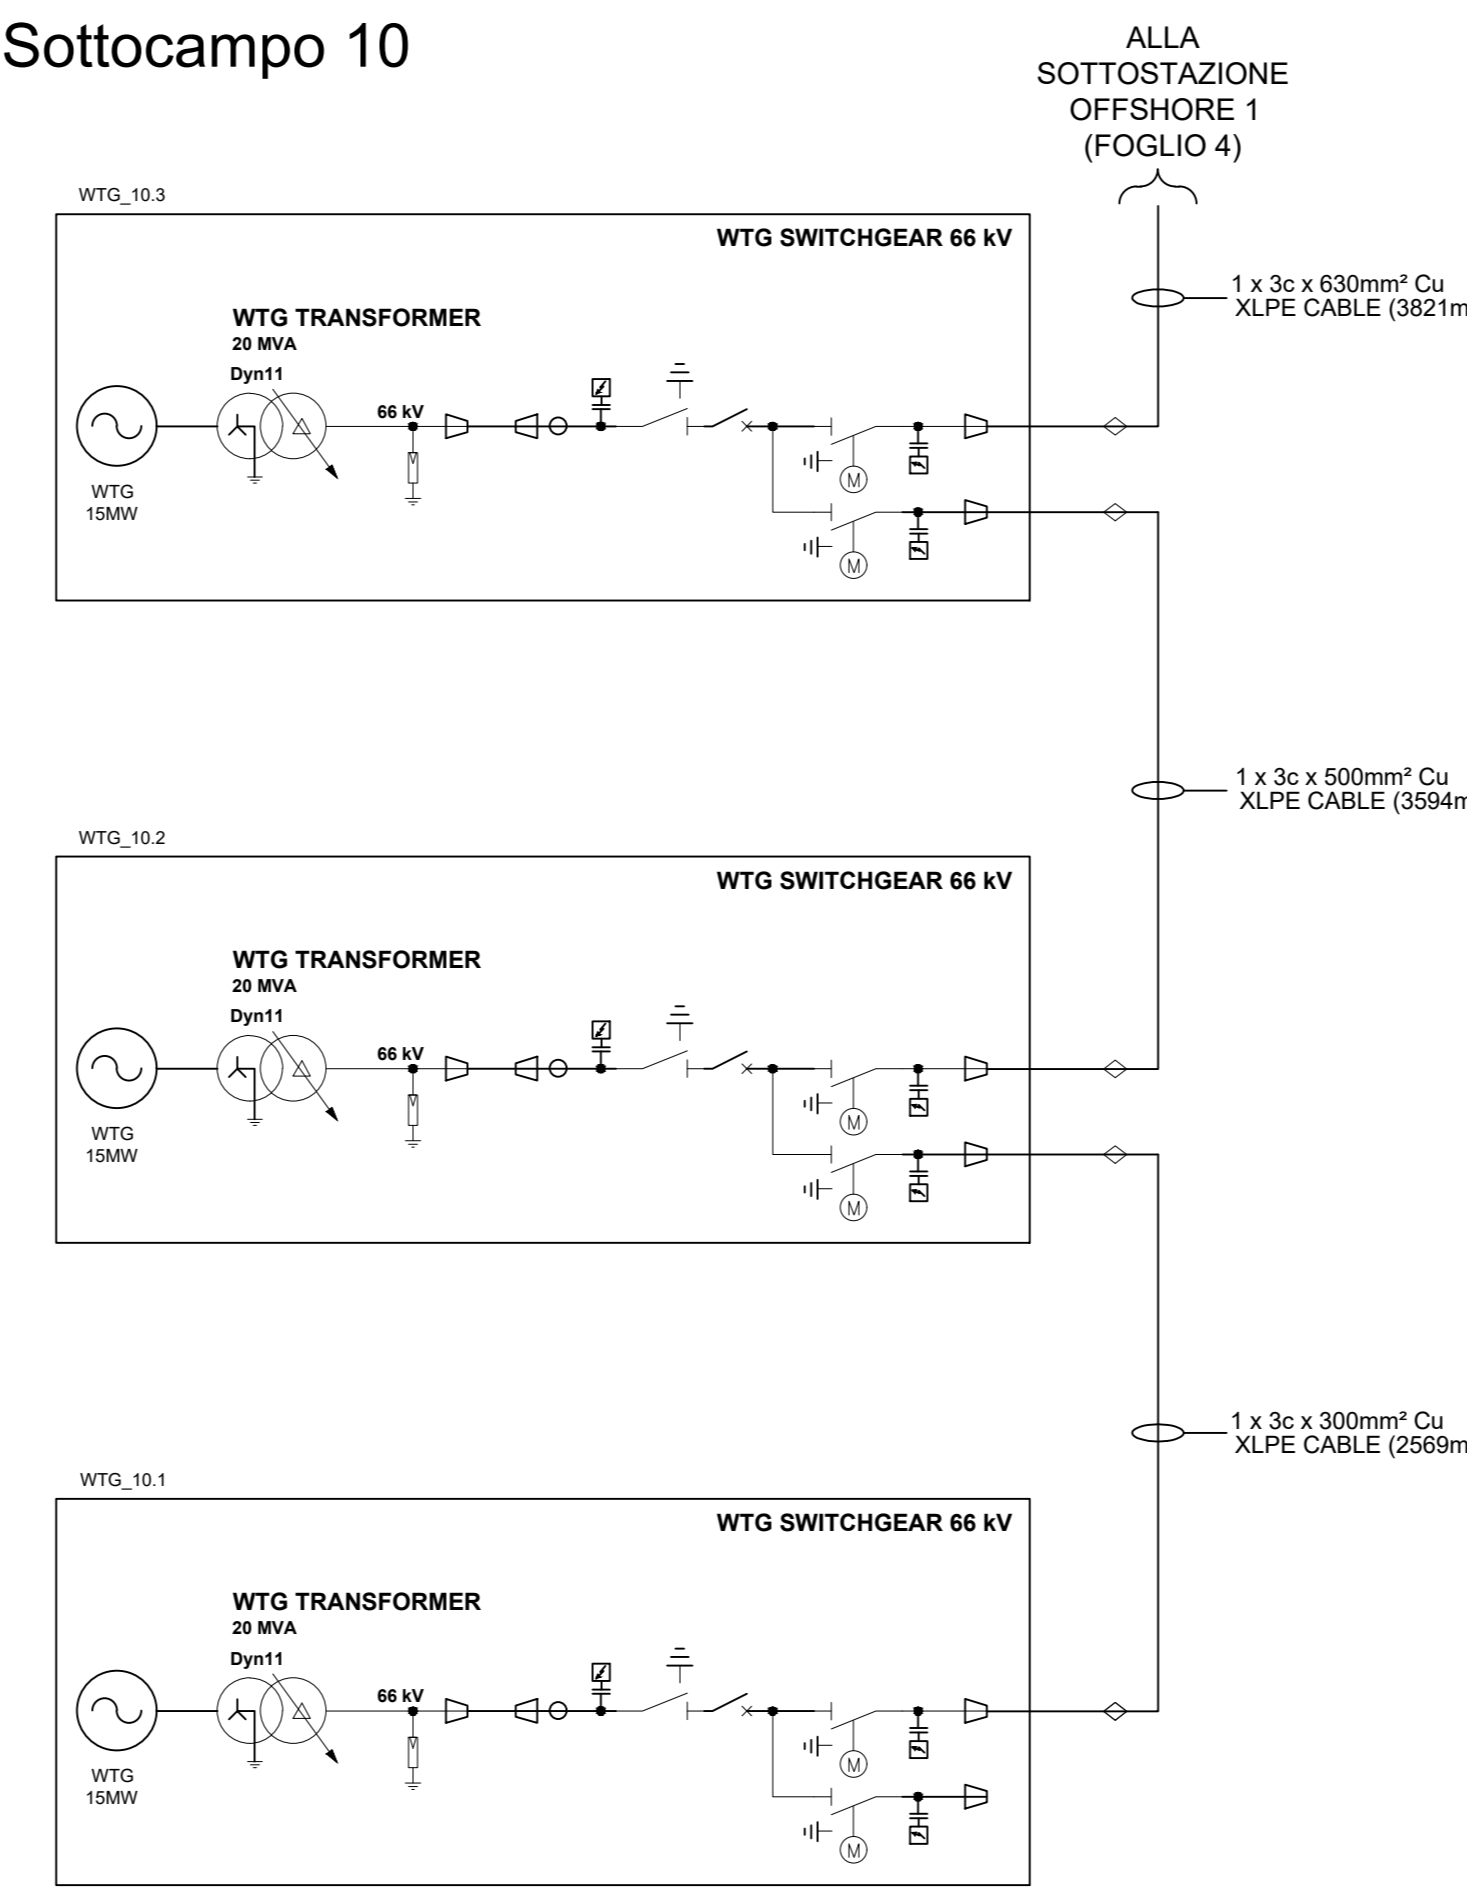 Sottocampo 10
ALLA
SOTTOSTAZIONE
OFFSHORE 1
(FOGLIO 4)
WTG_10.3
WTG SWITCHGEAR 66 kV
1 x 3c x 630mm² Cu
XLPE CABLE (3821m
WTG TRANSFORMER
20 MVA
Dyn11
66 kV
WTG
15MW
M
M
1 x 3c x 500mm² Cu
XLPE CABLE (3594m
WTG_10.2
WTG SWITCHGEAR 66 kV
WTG TRANSFORMER
20 MVA
Dyn11
66 kV
WTG
15MW
M
M
1 x 3c x 300mm² Cu
XLPE CABLE (2569m
WTG_10.1
WTG SWITCHGEAR 66 kV
WTG TRANSFORMER
20 MVA
Dyn11
66 kV
WTG
15MW
M
M